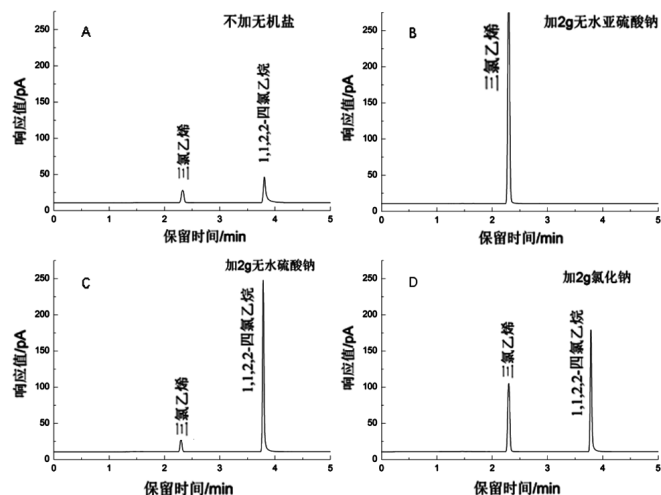 A
不加无机盐
响应值/pA
250
200
150
100
50
0
三氯乙烯
1,1,2,2-四氯乙烷
0 1 2 3 4 5
保留时间/min
B
加2g无水亚硫酸钠
响应值/pA
250
200
150
100
50
0
三氯乙烯
0 1 2 3 4 5
保留时间/min
C
加2g无水硫酸钠
响应值/pA
250
200
150
100
50
0
三氯乙烯
1,1,2,2-四氯乙烷
0 1 2 3 4 5
保留时间/min
D
加2g氯化钠
响应值/pA
250
200
150
100
50
0
三氯乙烯
1,1,2,2-四氯乙烷
0 1 2 3 4 5
保留时间/min